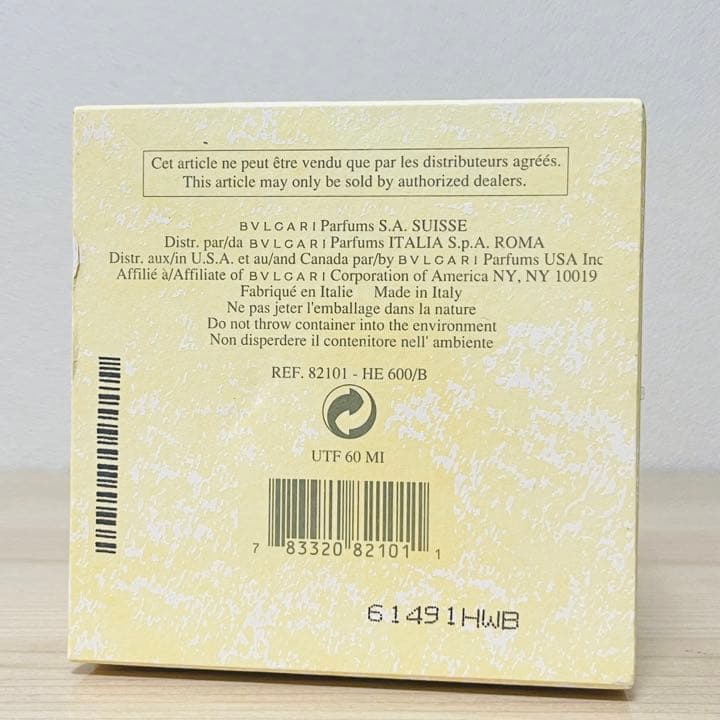 Cet article ne peut être vendu que par les distributeurs agréés.
This article may only be sold by authorized dealers.
BVLGARI Parfums S.A. SUISSE
Distr. par/da BVLGARI Parfums ITALIA S.p.A. ROMA
Distr. aux/in U.S.A. et au/and Canada par/by BVLGARI Parfums USA Inc
Affilié à/Affiliate of BVLGARI Corporation of America NY, NY 10019
Fabriqué en Italie Made in Italy
Ne pas jeter l'emballage dans la nature
Do not throw container into the environment
Non disperdere il contenitore nell' ambiente
REF. 82101 - HE 600/B
UTF 60 MI
7 83320 82101 1
61491HWB